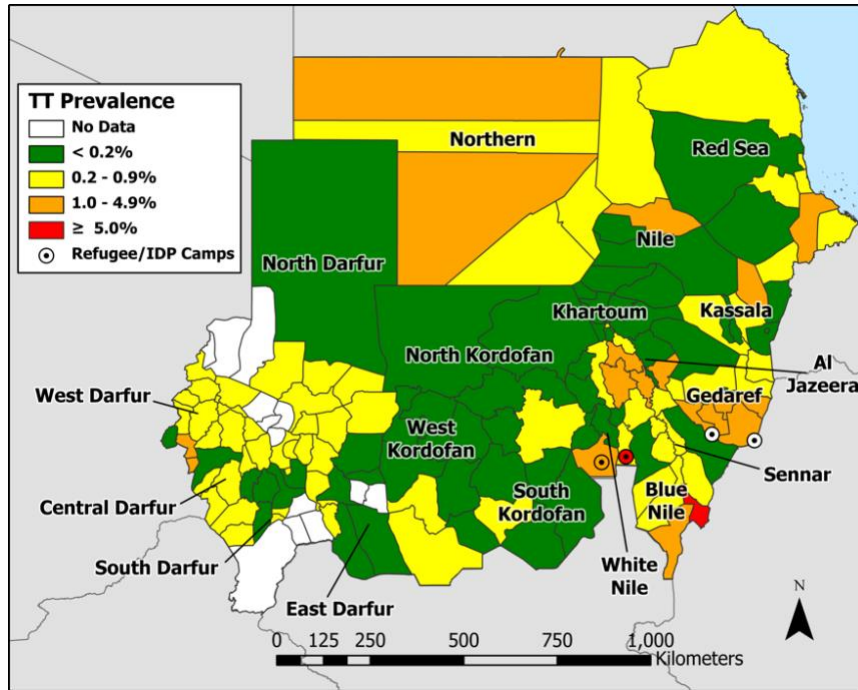 TT Prevalence
No Data
< 0.2%
0.2 - 0.9%
1.0 - 4.9%
≥ 5.0%
Refugee/IDP Camps
Northern
Red Sea
Nile
North Darfur
Khartoum
Kassala
North Kordofan
Al
Jazeera
West Darfur
Gedaref
West
Kordofan
Sennar
Central Darfur
South
Kordofan
Blue
Nile
South Darfur
White
Nile
East Darfur
N
0 125 250 500 750 1,000
Kilometers